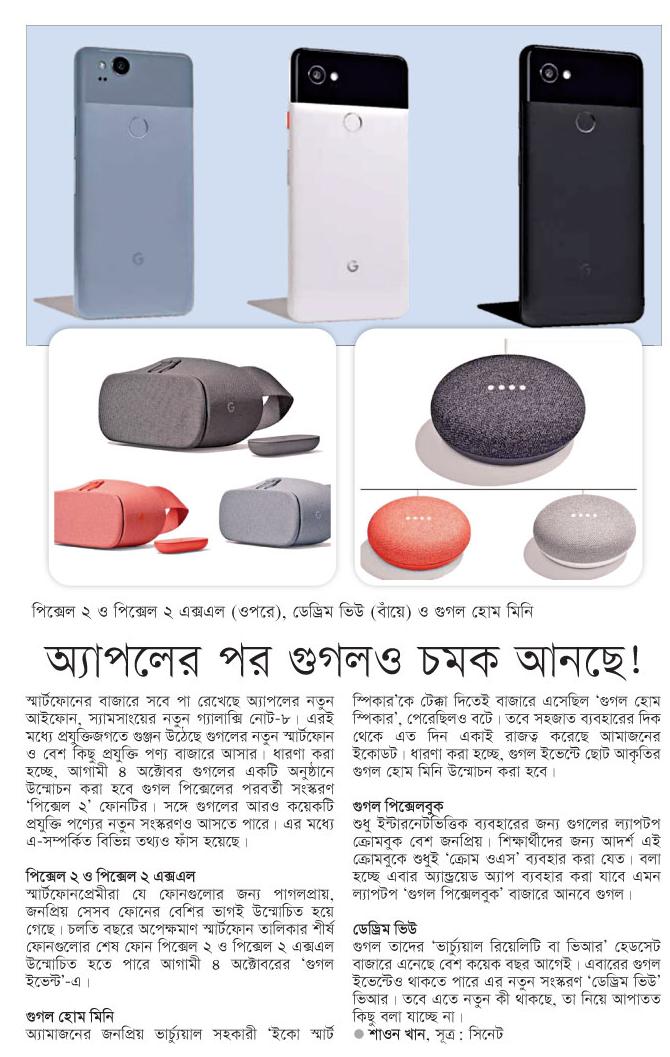 পিক্সেল ২ ও পিক্সেল ২ এক্সএল (ওপরে), ডেড্রিম ভিউ (বাঁয়ে) ও গুগল হোম মিনি
অ্যাপলের পর গুগলও চমক আনছে!
স্মার্টফোনের বাজারে সবে পা রেখেছে অ্যাপলের নতুন
আইফোন, স্যামসাংয়ের নতুন গ্যালাক্সি নোট-৮। এরই
মধ্যে প্রযুক্তিজগতে গুঞ্জন উঠেছে গুগলের নতুন স্মার্টফোন
ও বেশ কিছু প্রযুক্তি পণ্য বাজারে আসার। ধারণা করা
হচ্ছে, আগামী ৪ অক্টোবর গুগলের একটি অনুষ্ঠানে
উন্মোচন করা হবে গুগল পিক্সেলের পরবর্তী সংস্করণ
‘পিক্সেল ২’ ফোনটির। সঙ্গে গুগলের আরও কয়েকটি
প্রযুক্তি পণ্যের নতুন সংস্করণও আসতে পারে। এর মধ্যে
এ-সম্পর্কিত বিভিন্ন তথ্যও ফাঁস হয়েছে।
পিক্সেল ২ ও পিক্সেল ২ এক্সএল
স্মার্টফোনপ্রেমীরা যে ফোনগুলোর জন্য পাগলপ্রায়,
জনপ্রিয় সেসব ফোনের বেশির ভাগই উন্মোচিত হয়ে
গেছে। চলতি বছরে অপেক্ষমাণ স্মার্টফোন তালিকার শীর্ষ
ফোনগুলোর শেষ ফোন পিক্সেল ২ ও পিক্সেল ২ এক্সএল
উন্মোচিত হতে পারে আগামী ৪ অক্টোবরের ‘গুগল
ইভেন্ট’-এ।
গুগল হোম মিনি
অ্যামাজনের জনপ্রিয় ভার্চ্যুয়াল সহকারী ‘ইকো স্মার্ট
স্পিকার’কে টেক্কা দিতেই বাজারে এসেছিল ‘গুগল হোম
স্পিকার’, পেরেছিলও বটে। তবে সহজাত ব্যবহারের দিক
থেকে এত দিন একাই রাজত্ব করেছে আমাজনের
ইকোডট। ধারণা করা হচ্ছে, গুগল ইভেন্টে ছোট আকৃতির
গুগল হোম মিনি উন্মোচন করা হবে।
গুগল পিক্সেলবুক
শুধু ইন্টারনেটভিত্তিক ব্যবহারের জন্য গুগলের ল্যাপটপ
ক্রোমবুক বেশ জনপ্রিয়। শিক্ষার্থীদের জন্য আদর্শ এই
ক্রোমবুকে শুধুই ‘ক্রোম ওএস’ ব্যবহার করা যেত। বলা
হচ্ছে এবার অ্যান্ড্রয়েড অ্যাপ ব্যবহার করা যাবে এমন
ল্যাপটপ ‘গুগল পিক্সেলবুক’ বাজারে আনবে গুগল।
ডেড্রিম ভিউ
গুগল তাদের ‘ভার্চ্যুয়াল রিয়েলিটি বা ভিআর’ হেডসেট
বাজারে এনেছে বেশ কয়েক বছর আগেই। এবারের গুগল
ইভেন্টেও থাকতে পারে এর নতুন সংস্করণ ‘ডেড্রিম ভিউ’
ভিআর। তবে এতে নতুন কী থাকছে, তা নিয়ে আপাতত
কিছু বলা যাচ্ছে না।
● শাওন খান, সূত্র : সিনেট